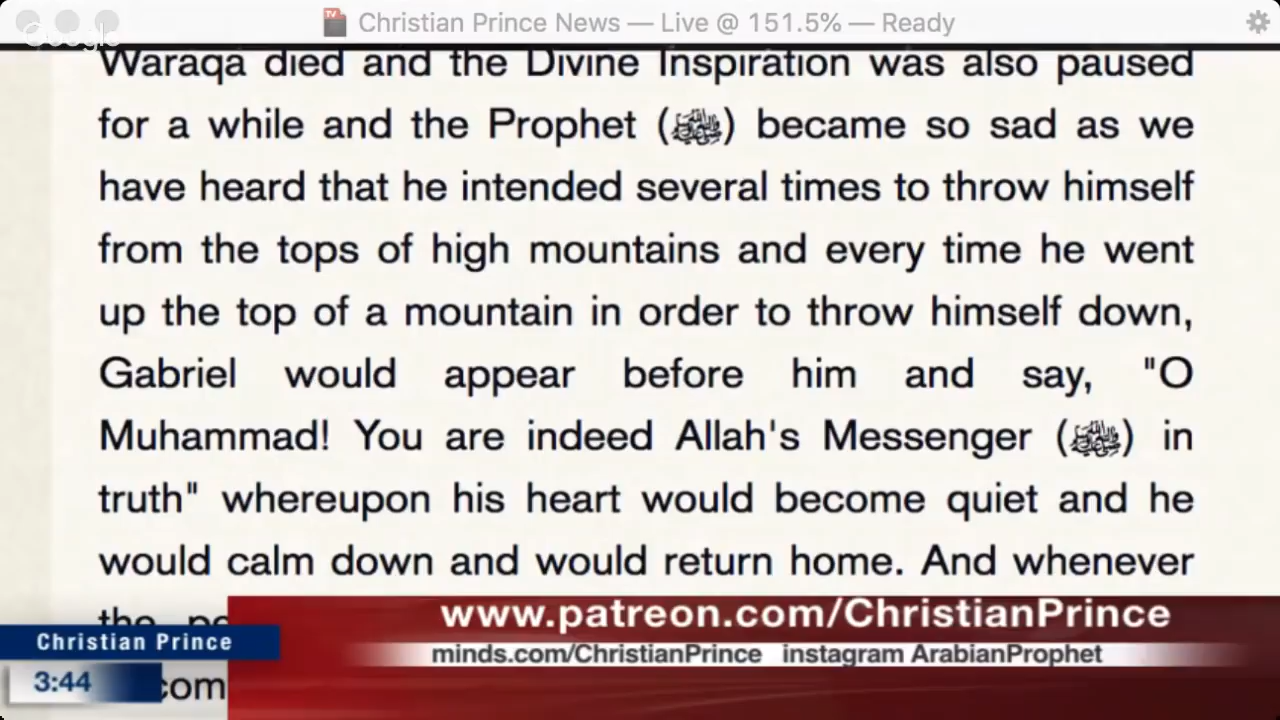 Christian Prince News — Live @ 151.5% — Ready
Google
Waraqa died and the Divine Inspiration was also paused
for a while and the Prophet (ﷺ) became so sad as we
have heard that he intended several times to throw himself
from the tops of high mountains and every time he went
up the top of a mountain in order to throw himself down,
Gabriel would appear before him and say, "O
Muhammad! You are indeed Allah's Messenger (ﷺ) in
truth" whereupon his heart would become quiet and he
would calm down and would return home. And whenever
the
www.patreon.com/ChristianPrince
Christian Prince
minds.com/ChristianPrince instagram ArabianProphet
3:44